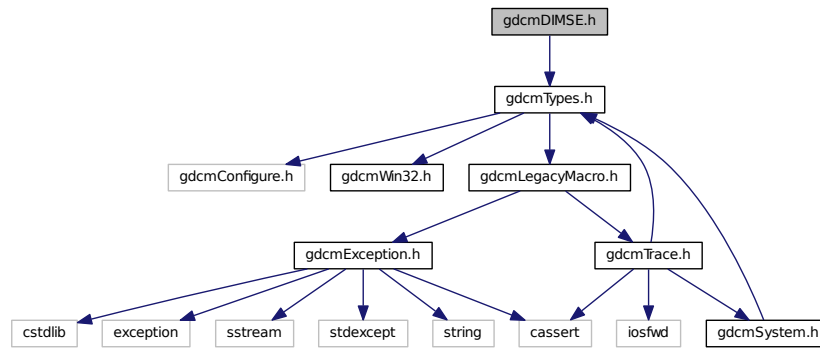 gdcmDIMSE.h
gdcmTypes.h
gdcmConfigure.h
gdcmWin32.h
gdcmLegacyMacro.h
gdcmException.h
gdcmTrace.h
cstdlib
exception
sstream
stdexcept
string
cassert
iosfwd
gdcmSystem.h